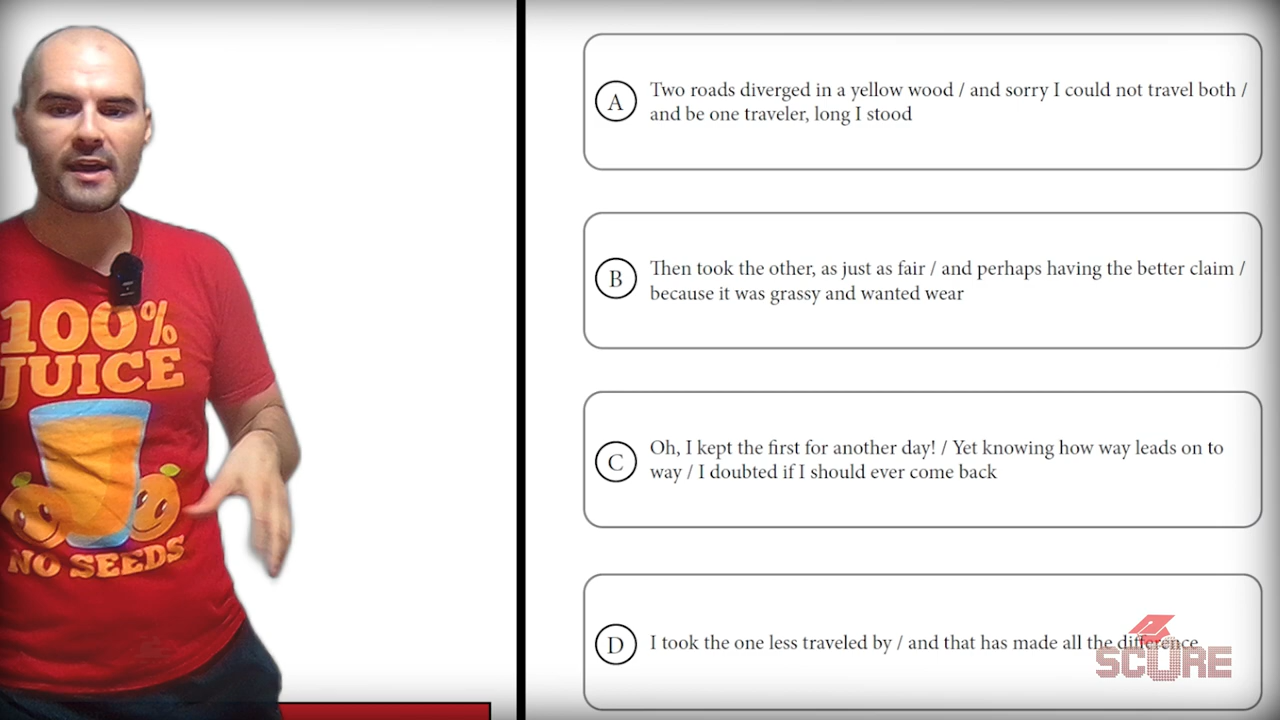 100%
JUICE
NO SEEDS
A
Two roads diverged in a yellow wood / and sorry I could not travel both /
and be one traveler, long I stood
B
Then took the other, as just as fair / and perhaps having the better claim /
because it was grassy and wanted wear
C
Oh, I kept the first for another day! / Yet knowing how way leads on to
way / I doubted if I should ever come back
D
I took the one less traveled by / and that has made all the difference
SCORE